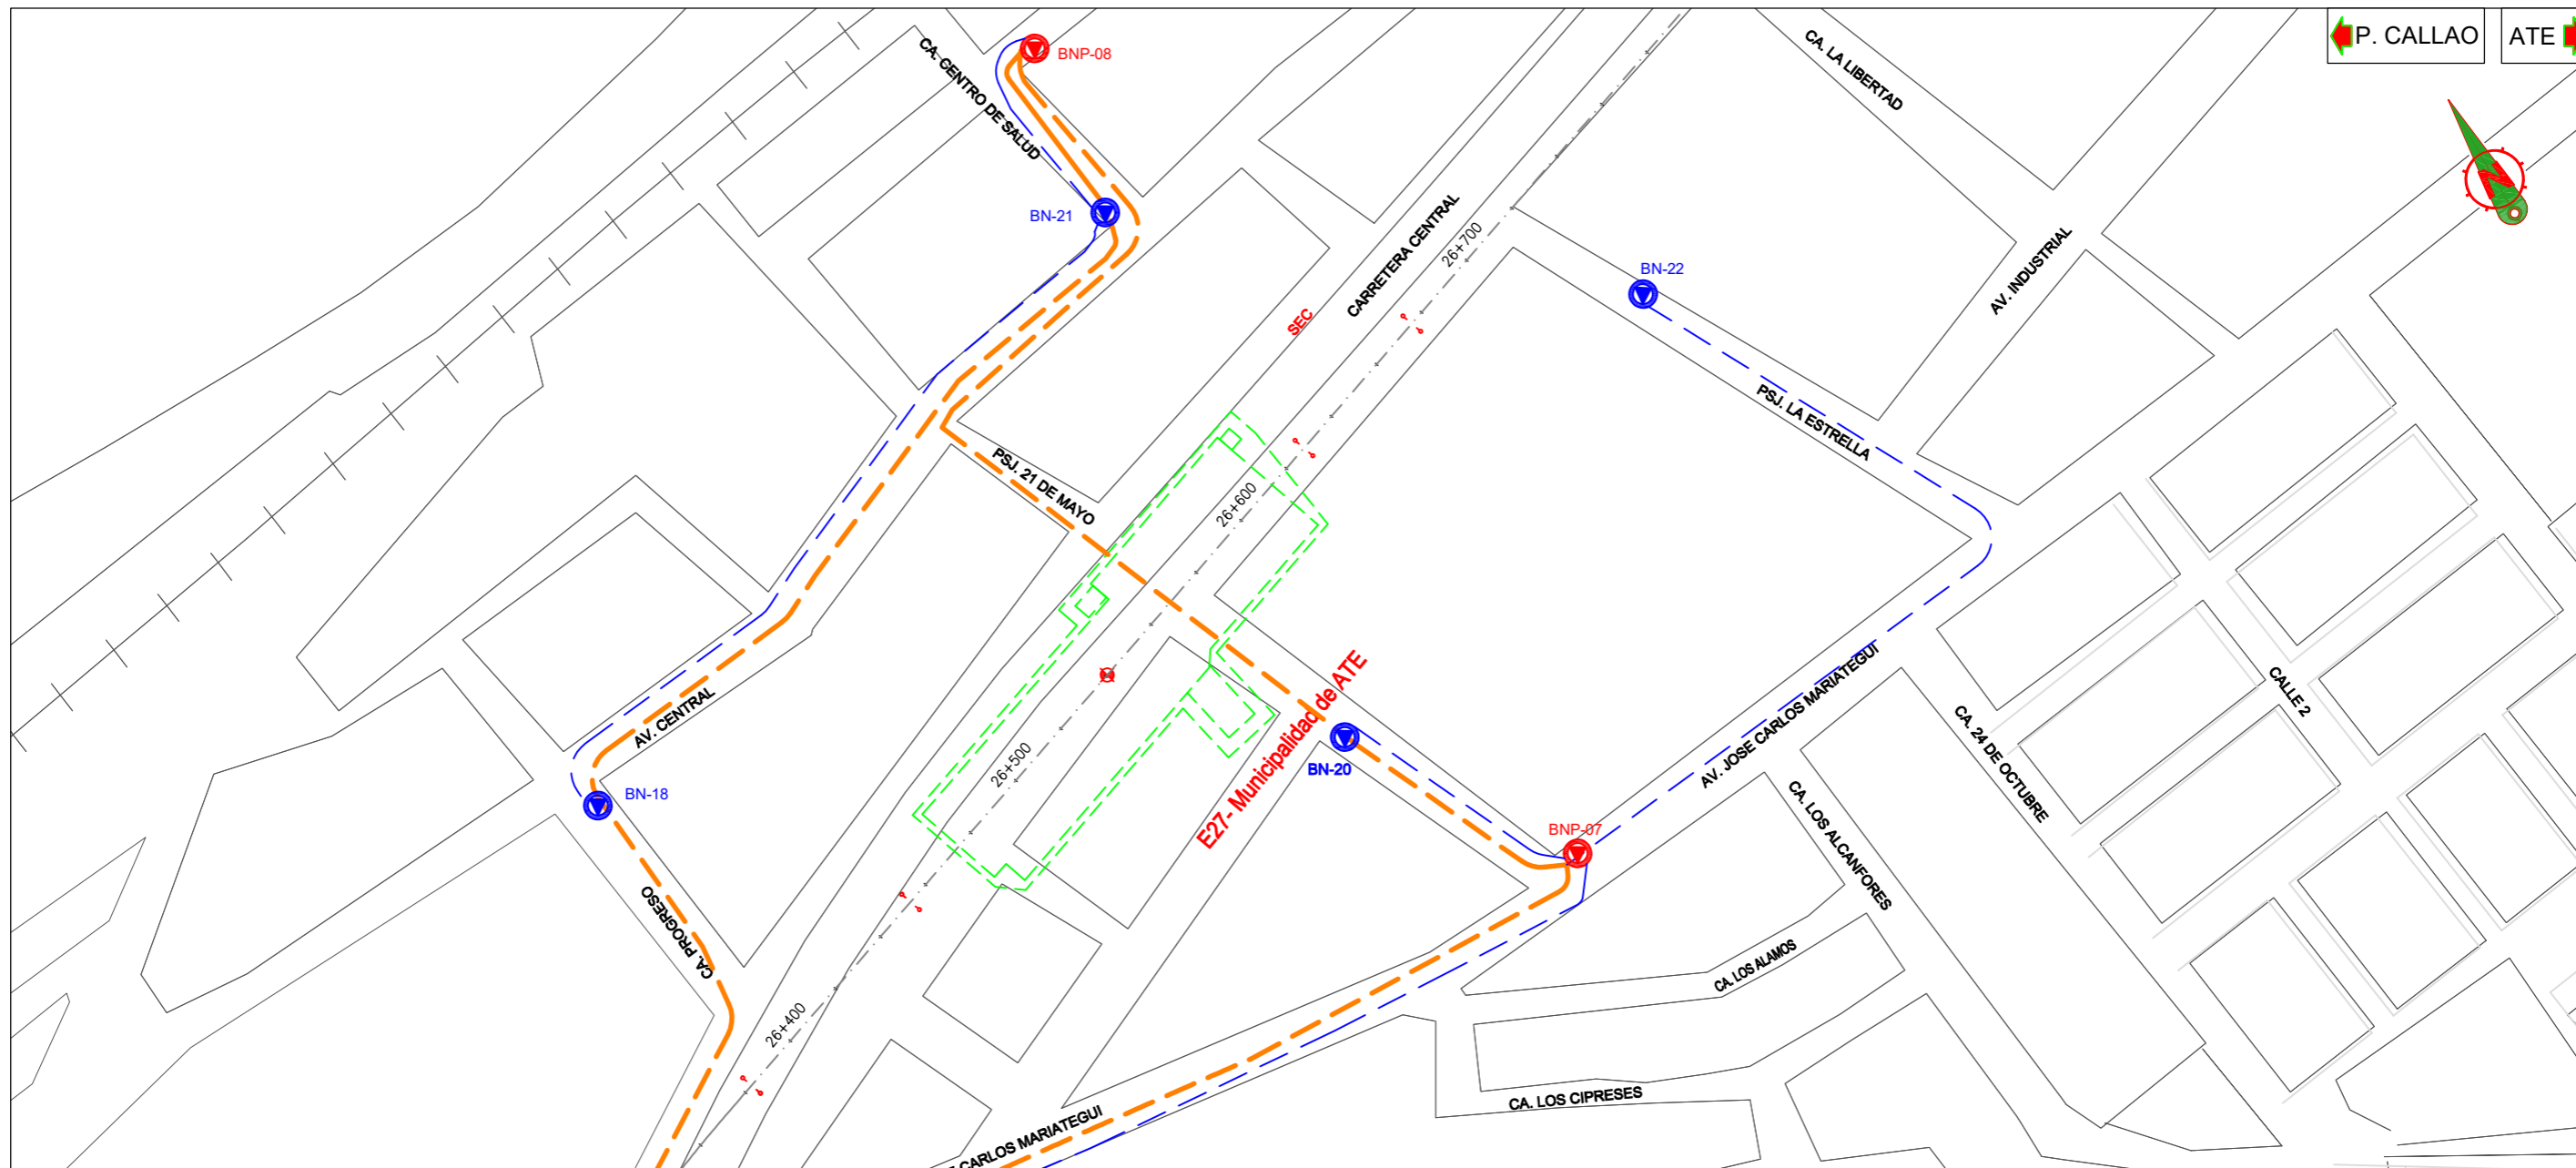 P. CALLAO
ATE
N
CA. CENTRO DE SALUD
BNP-08
CA. LA LIBERTAD
BN-21
CARRETERA CENTRAL
26+700
BN-22
AV. INDUSTRIAL
SEC
PSJ. LA ESTRELLA
PSJ. 21 DE MAYO
26+600
E27- Municipalidad de ATE
AV. CENTRAL
26+500
BN-20
AV. JOSE CARLOS MARIATEGUI
CALLE 2
CA. 24 DE OCTUBRE
BN-18
BNP-07
CA. LOS ALCANFORES
CA. PROGRESO
CA. LOS ALAMOS
26+400
CA. LOS CIPRESES
CARLOS MARIATEGUI